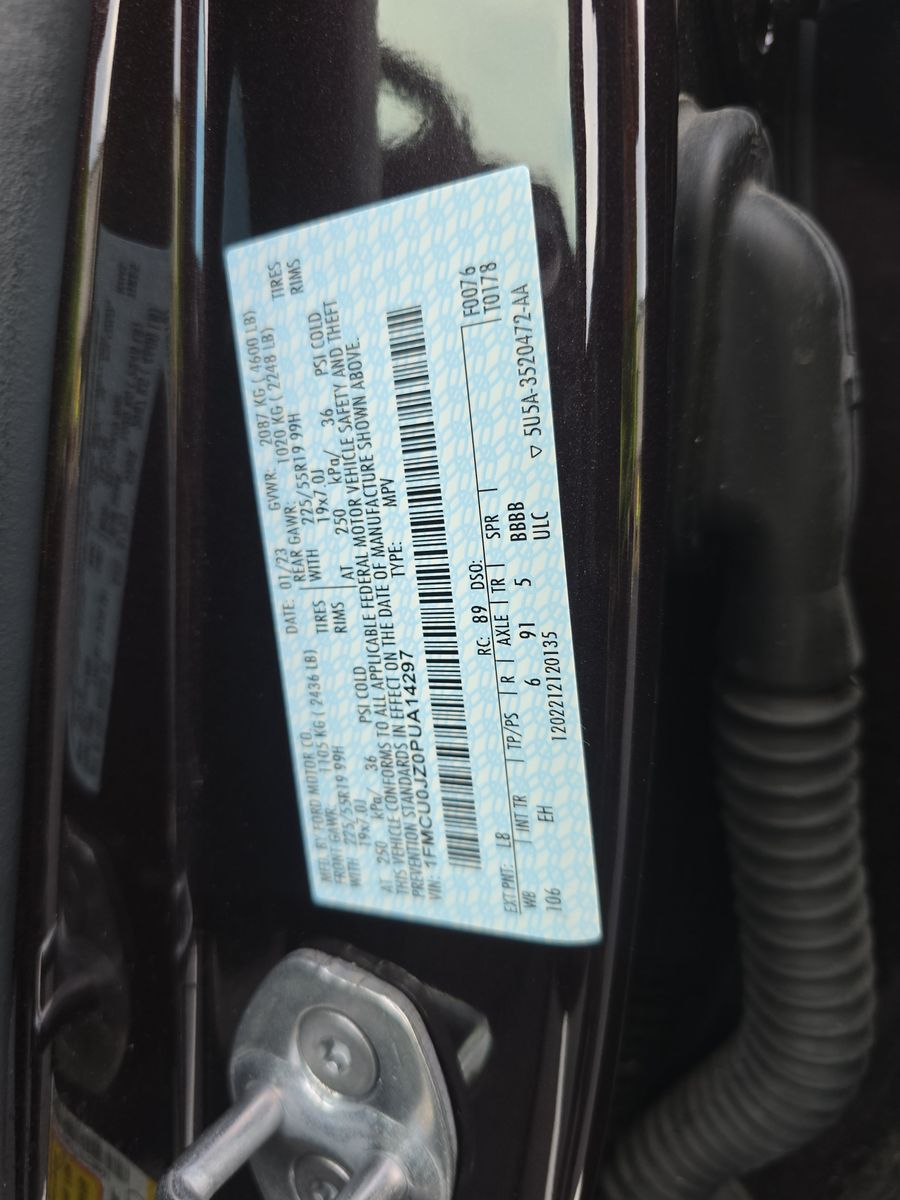 MFD. BY FORD MOTOR CO. DATE: 01/23 GVWR: 2087 KG ( 4600 LB)
FRONT GAWR: 1105 KG ( 2436 LB) REAR GAWR: 1020 KG ( 2248 LB)
WITH 225/55R19 99H TIRES WITH 225/55R19 99H TIRES
19x7.0J RIMS 19x7.0J RIMS
AT 250 kPa/ 36 PSI COLD AT 250 kPa/ 36 PSI COLD
THIS VEHICLE CONFORMS TO ALL APPLICABLE FEDERAL MOTOR VEHICLE SAFETY AND THEFT
PREVENTION STANDARDS IN EFFECT ON THE DATE OF MANUFACTURE SHOWN ABOVE.
VIN: 1FMCU0JZ0PUA14297 TYPE: MPV
EXT PNT: L8 RC: 89 DSO: F0076
WB INT TR TP/PS R AXLE TR SPR T0178
106 EH 6 91 5 BBBB
1202212120135 ULC ▽ 5U5A-3520472-AA